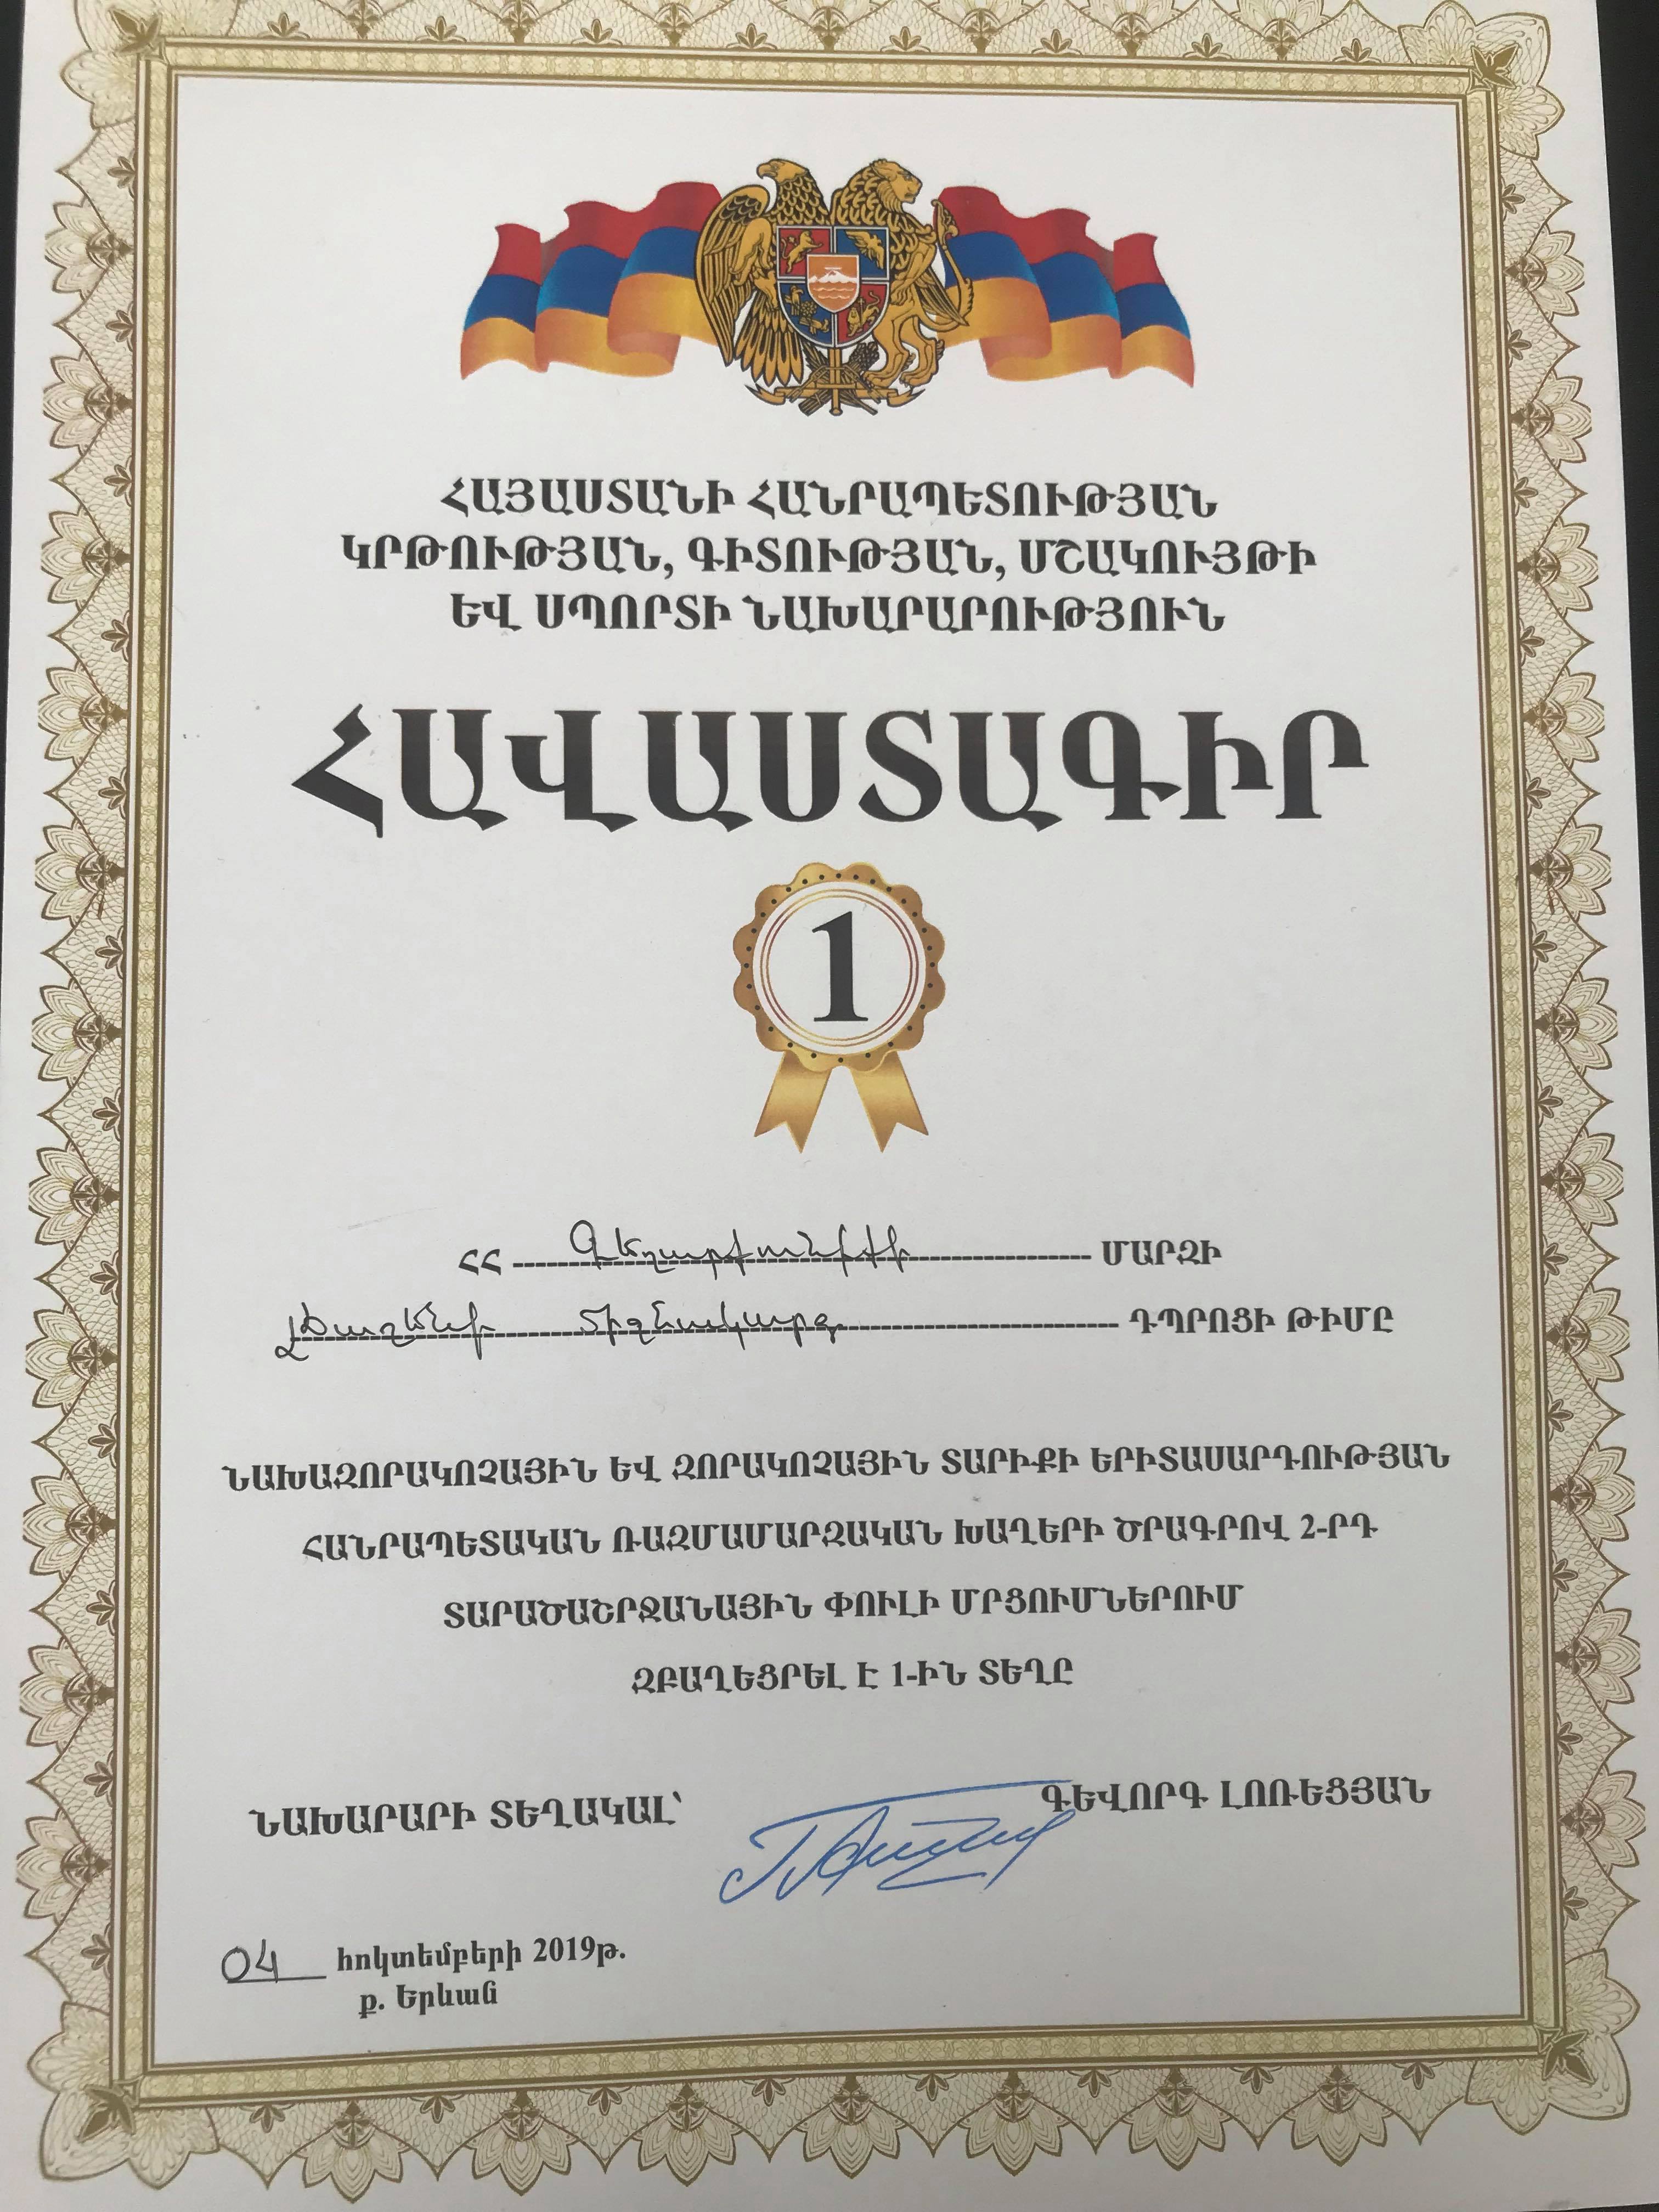 ՀԱՅԱՍՏԱՆԻ ՀԱՆՐԱՊԵՏՈՒԹՅԱՆ
ԿՐԹՈՒԹՅԱՆ, ԳԻՏՈՒԹՅԱՆ, ՄՇԱԿՈՒՅԹԻ
ԵՎ ՍՊՈՐՏԻ ՆԱԽԱՐԱՐՈՒԹՅՈՒՆ
ՀԱՎԱՍՏԱԳԻՐ
1
ՀՀ Գեղարքունիքի ՄԱՐԶԻ
Լճաշենի միջնակարգ ԴՊՐՈՑԻ ԹԻՄԸ
ՆԱԽԱԶՈՐԱԿՈՉԱՅԻՆ ԵՎ ԶՈՐԱԿՈՉԱՅԻՆ ՏԱՐԻՔԻ ԵՐԻՏԱՍԱՐԴՈՒԹՅԱՆ
ՀԱՆՐԱՊԵՏԱԿԱՆ ՌԱԶՄԱՄԱՐԶԱԿԱՆ ԽԱՂԵՐԻ ԾՐԱԳՐՈՎ 2-ՐԴ
ՏԱՐԱԾԱՇՐՋԱՆԱՅԻՆ ՓՈՒԼԻ ՄՐՑՈՒՄՆԵՐՈՒՄ
ԶԲԱՂԵՑՐԵԼ Է 1-ԻՆ ՏԵՂԸ
ՆԱԽԱՐԱՐԻ ՏԵՂԱԿԱԼ՝ ԳԵՎՈՐԳ ԼՈՌԵՑՅԱՆ
04 հոկտեմբերի 2019թ.
ք. Երևան